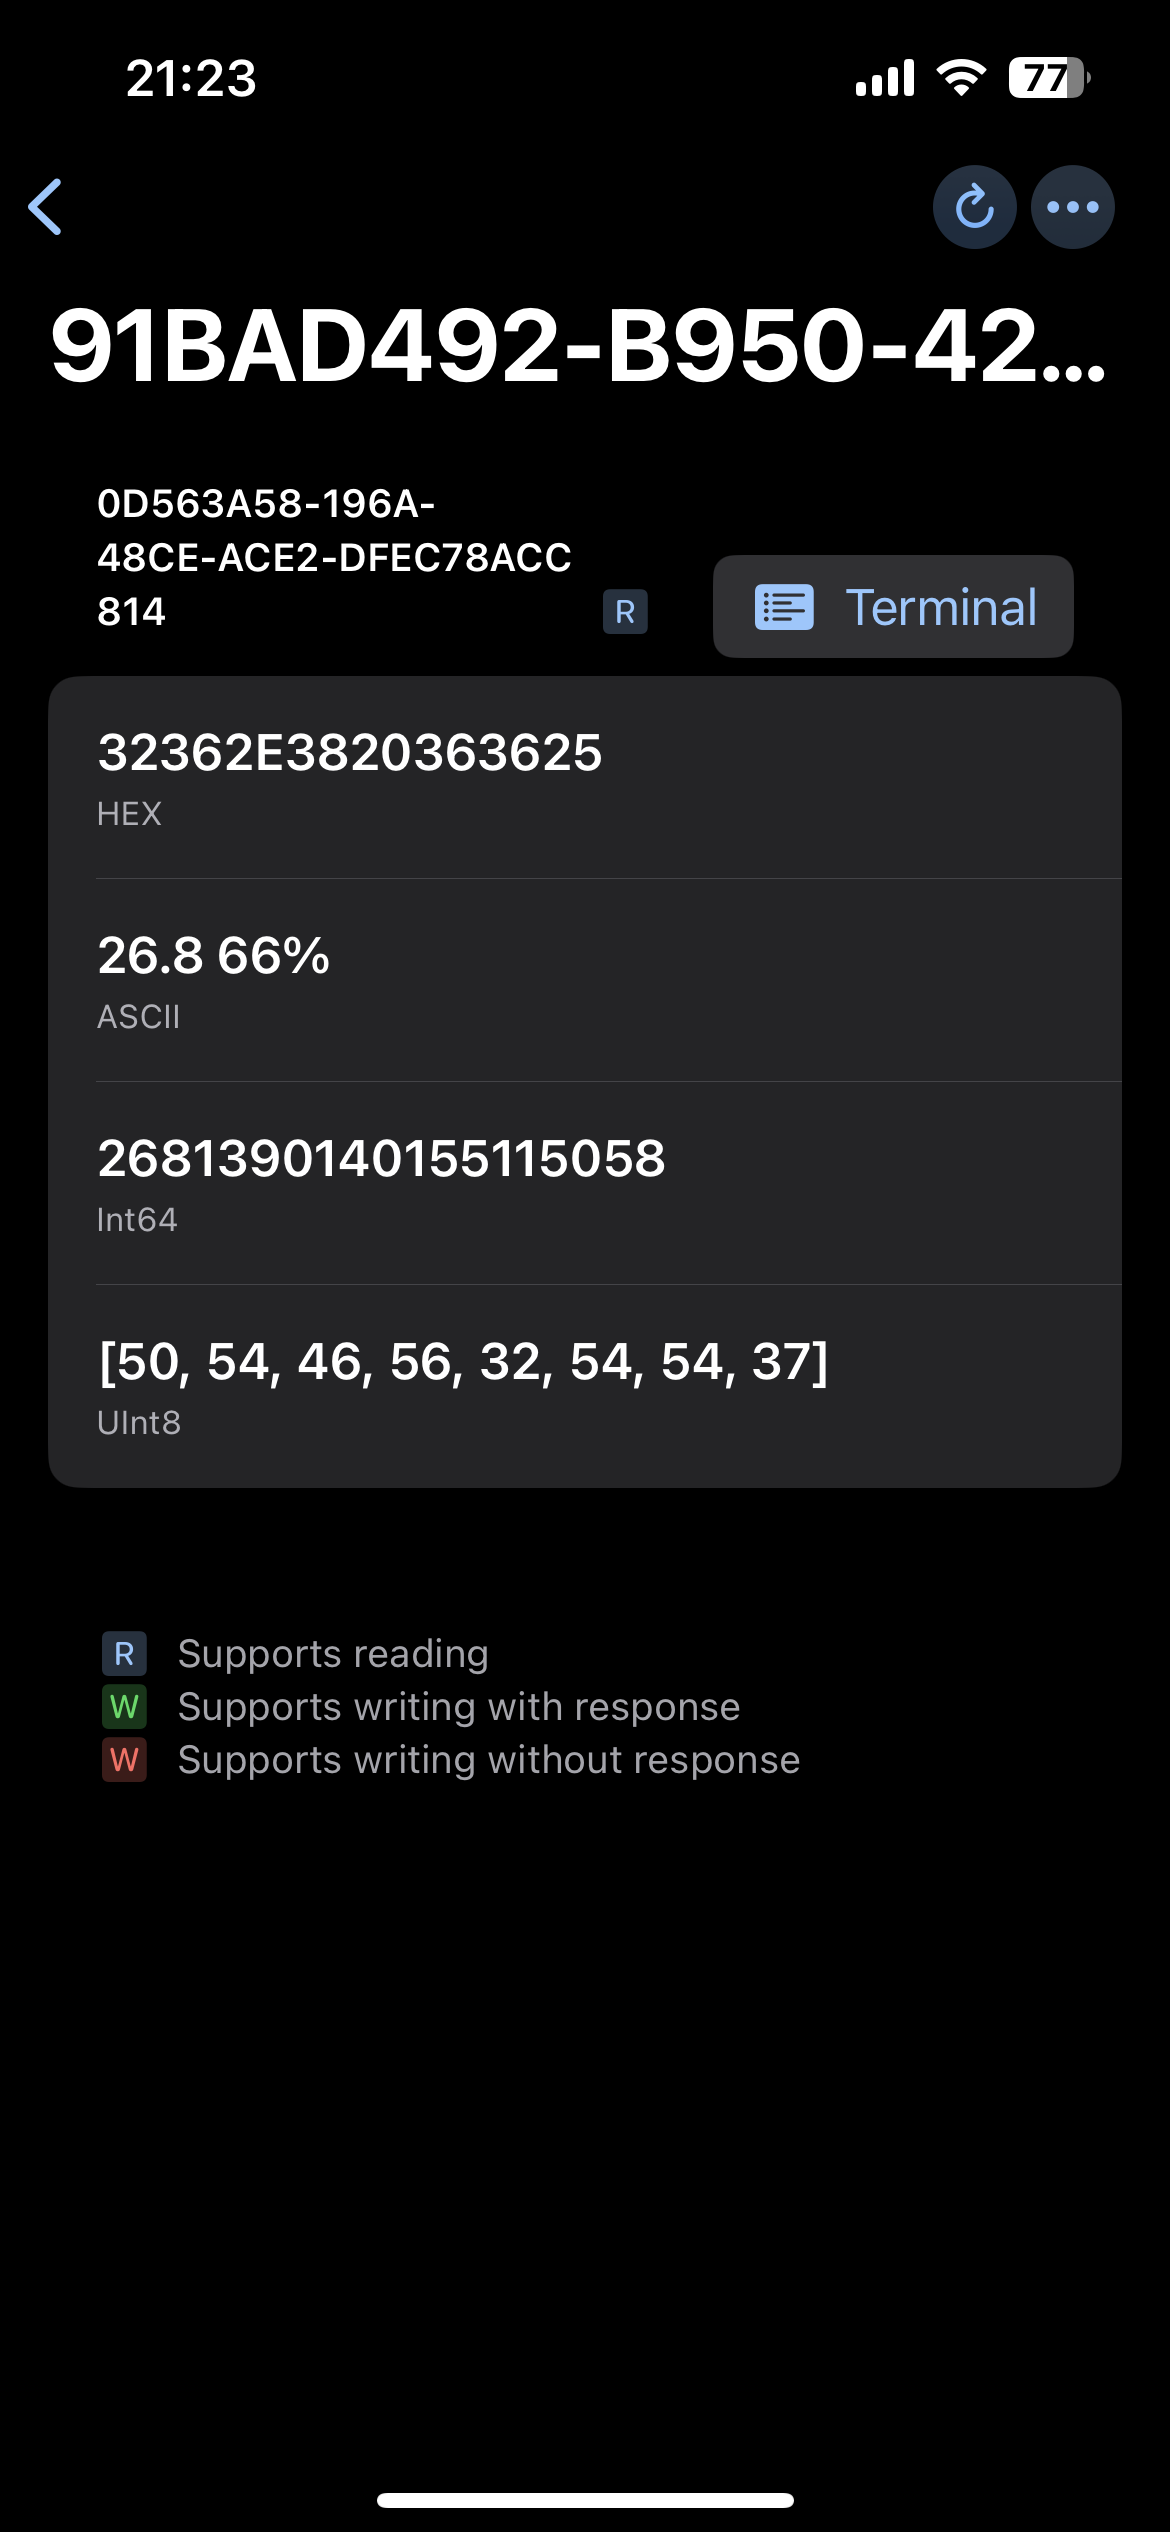 21:23
77
91BAD492-B950-42...
0D563A58-196A-
48CE-ACE2-DFEC78ACC
814
R
Terminal
32362E3820363625
HEX
26.8 66%
ASCII
2681390140155115058
Int64
[50, 54, 46, 56, 32, 54, 54, 37]
UInt8
R Supports reading
W Supports writing with response
W Supports writing without response